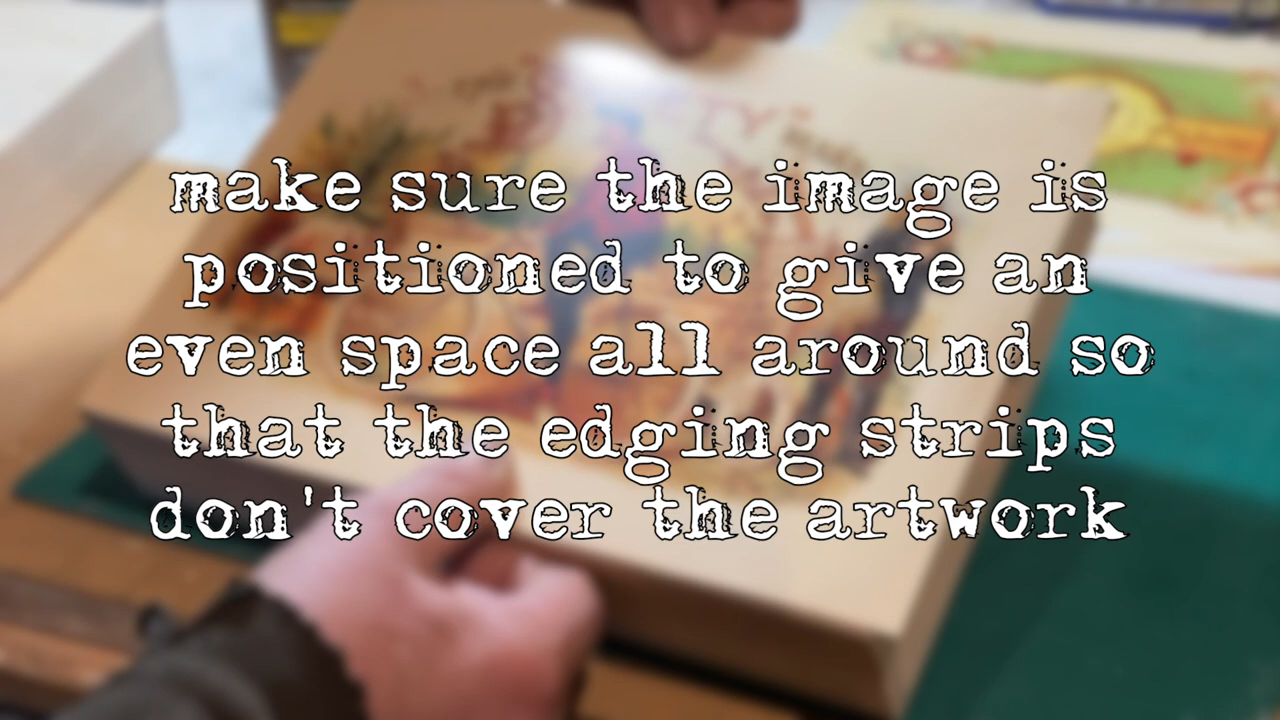 make sure the image is
positioned to give an
even space all around so
that the edging strips
don't cover the artwork